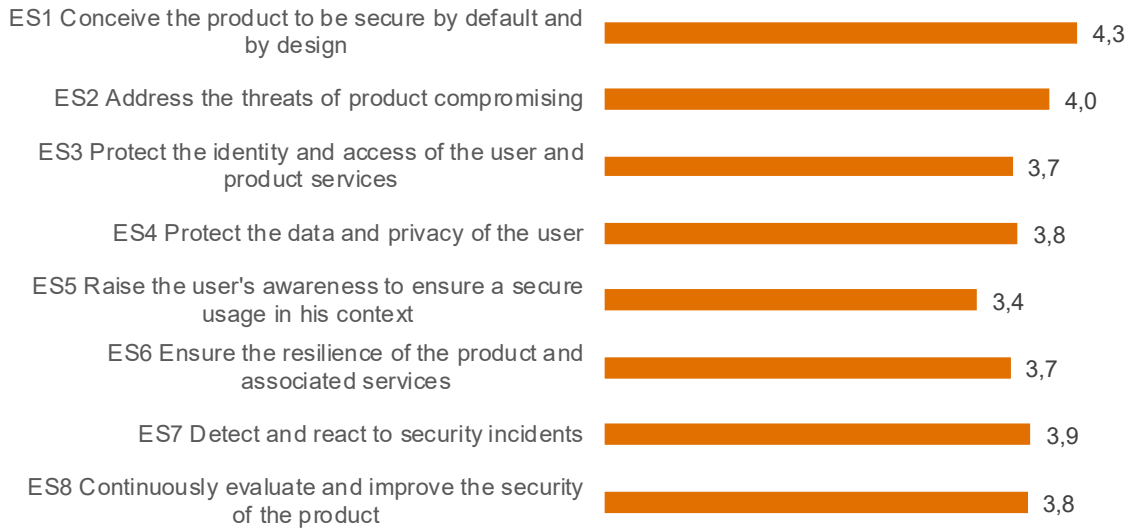 ES1 Conceive the product to be secure by default and
by design
4,3
ES2 Address the threats of product compromising
4,0
ES3 Protect the identity and access of the user and
product services
3,7
ES4 Protect the data and privacy of the user
3,8
ES5 Raise the user's awareness to ensure a secure
usage in his context
3,4
ES6 Ensure the resilience of the product and
associated services
3,7
ES7 Detect and react to security incidents
3,9
ES8 Continuously evaluate and improve the security
of the product
3,8